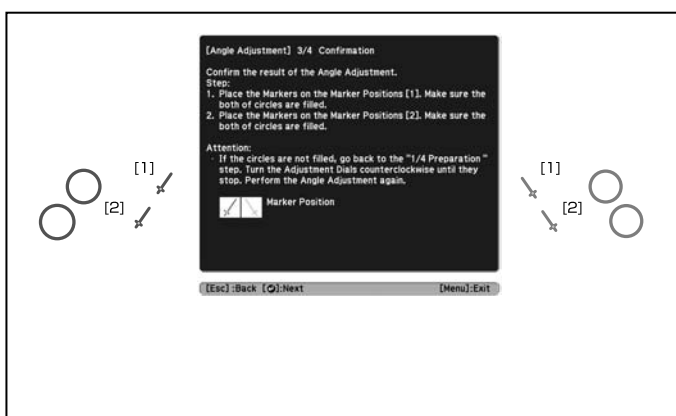 [Angle Adjustment] 3/4 Confirmation
Confirm the result of the Angle Adjustment.
Step:
1. Place the Markers on the Marker Positions [1]. Make sure the
both of circles are filled.
2. Place the Markers on the Marker Positions [2]. Make sure the
both of circles are filled.
Attention:
· If the circles are not filled, go back to the "1/4 Preparation "
step. Turn the Adjustment Dials counterclockwise until they
stop. Perform the Angle Adjustment again.
Marker Position
[Esc] :Back [ ]:Next [Menu]:Exit
[1]
[2]
[1]
[2]